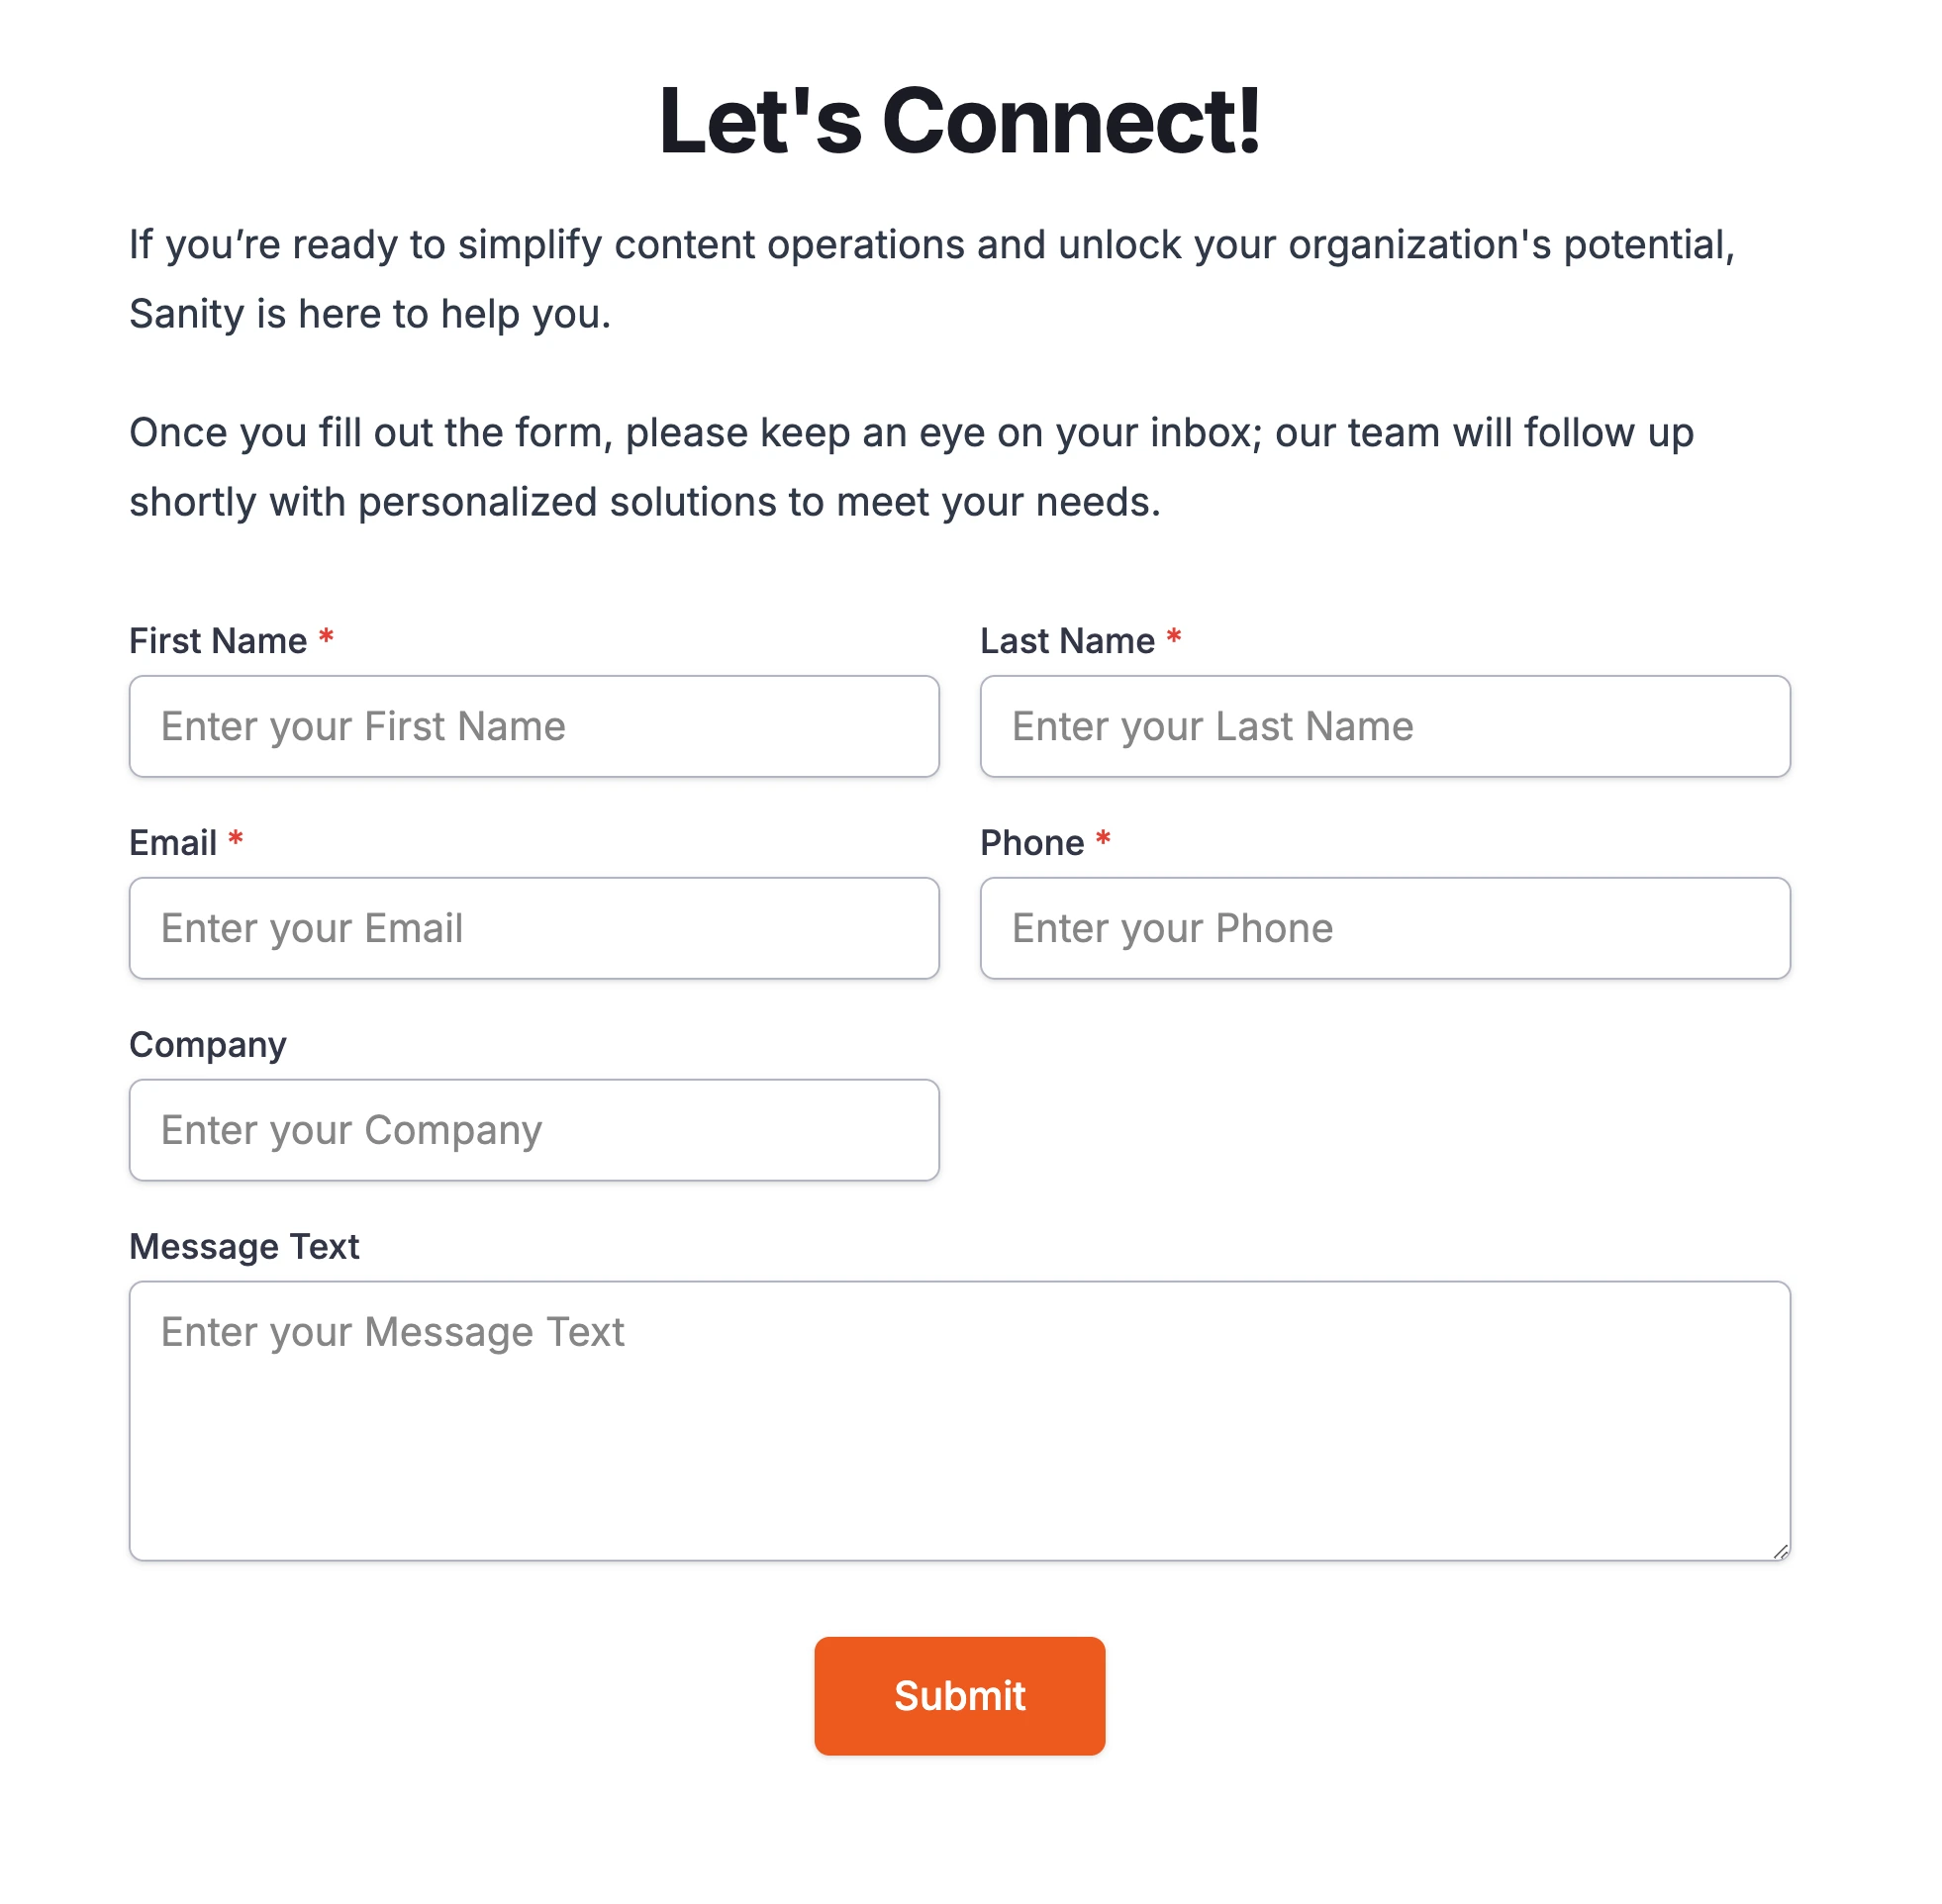 Let's Connect!
If you’re ready to simplify content operations and unlock your organization's potential,
Sanity is here to help you.
Once you fill out the form, please keep an eye on your inbox; our team will follow up
shortly with personalized solutions to meet your needs.
First Name *
Last Name *
Enter your First Name
Enter your Last Name
Email *
Phone *
Enter your Email
Enter your Phone
Company
Enter your Company
Message Text
Enter your Message Text
Submit